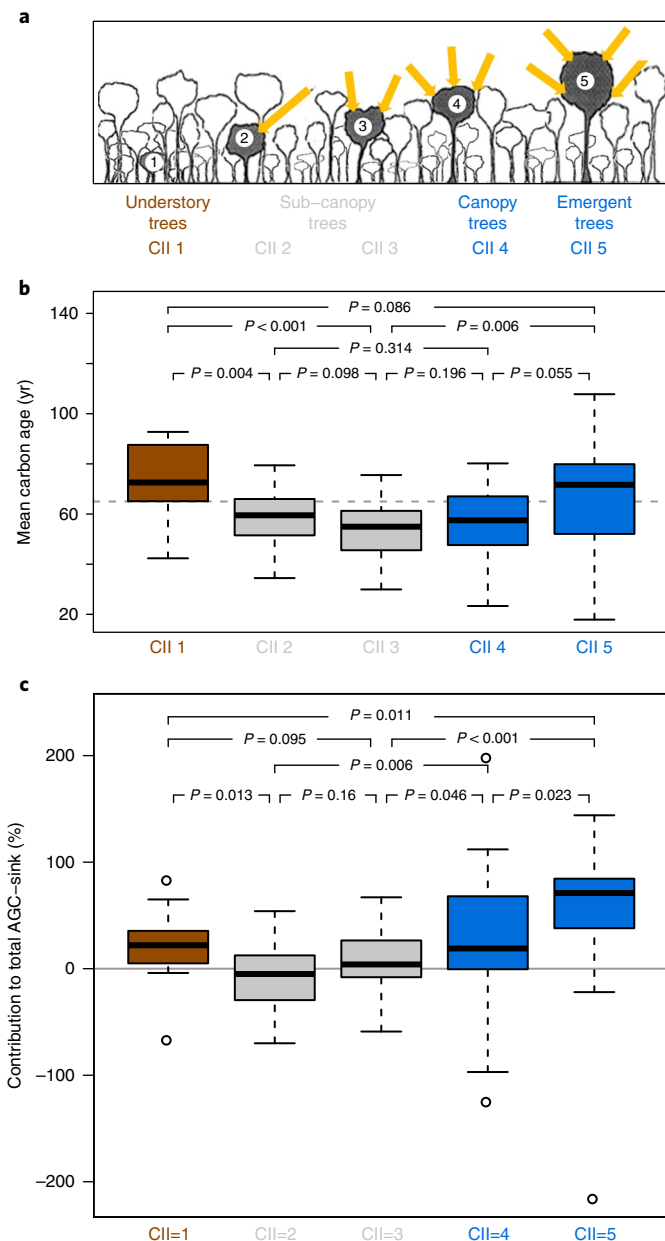 a
1
2
3
4
5
Understory trees
Sub−canopy trees
Canopy trees
Emergent trees
CII 1
CII 2
CII 3
CII 4
CII 5
b
Mean carbon age (yr)
140
100
60
20
P = 0.086
P < 0.001
P = 0.006
P = 0.314
P = 0.004
P = 0.098
P = 0.196
P = 0.055
CII 1
CII 2
CII 3
CII 4
CII 5
c
Contribution to total AGC−sink (%)
200
100
0
−100
−200
P = 0.011
P = 0.095
P < 0.001
P = 0.006
P = 0.013
P = 0.16
P = 0.046
P = 0.023
CII=1
CII=2
CII=3
CII=4
CII=5